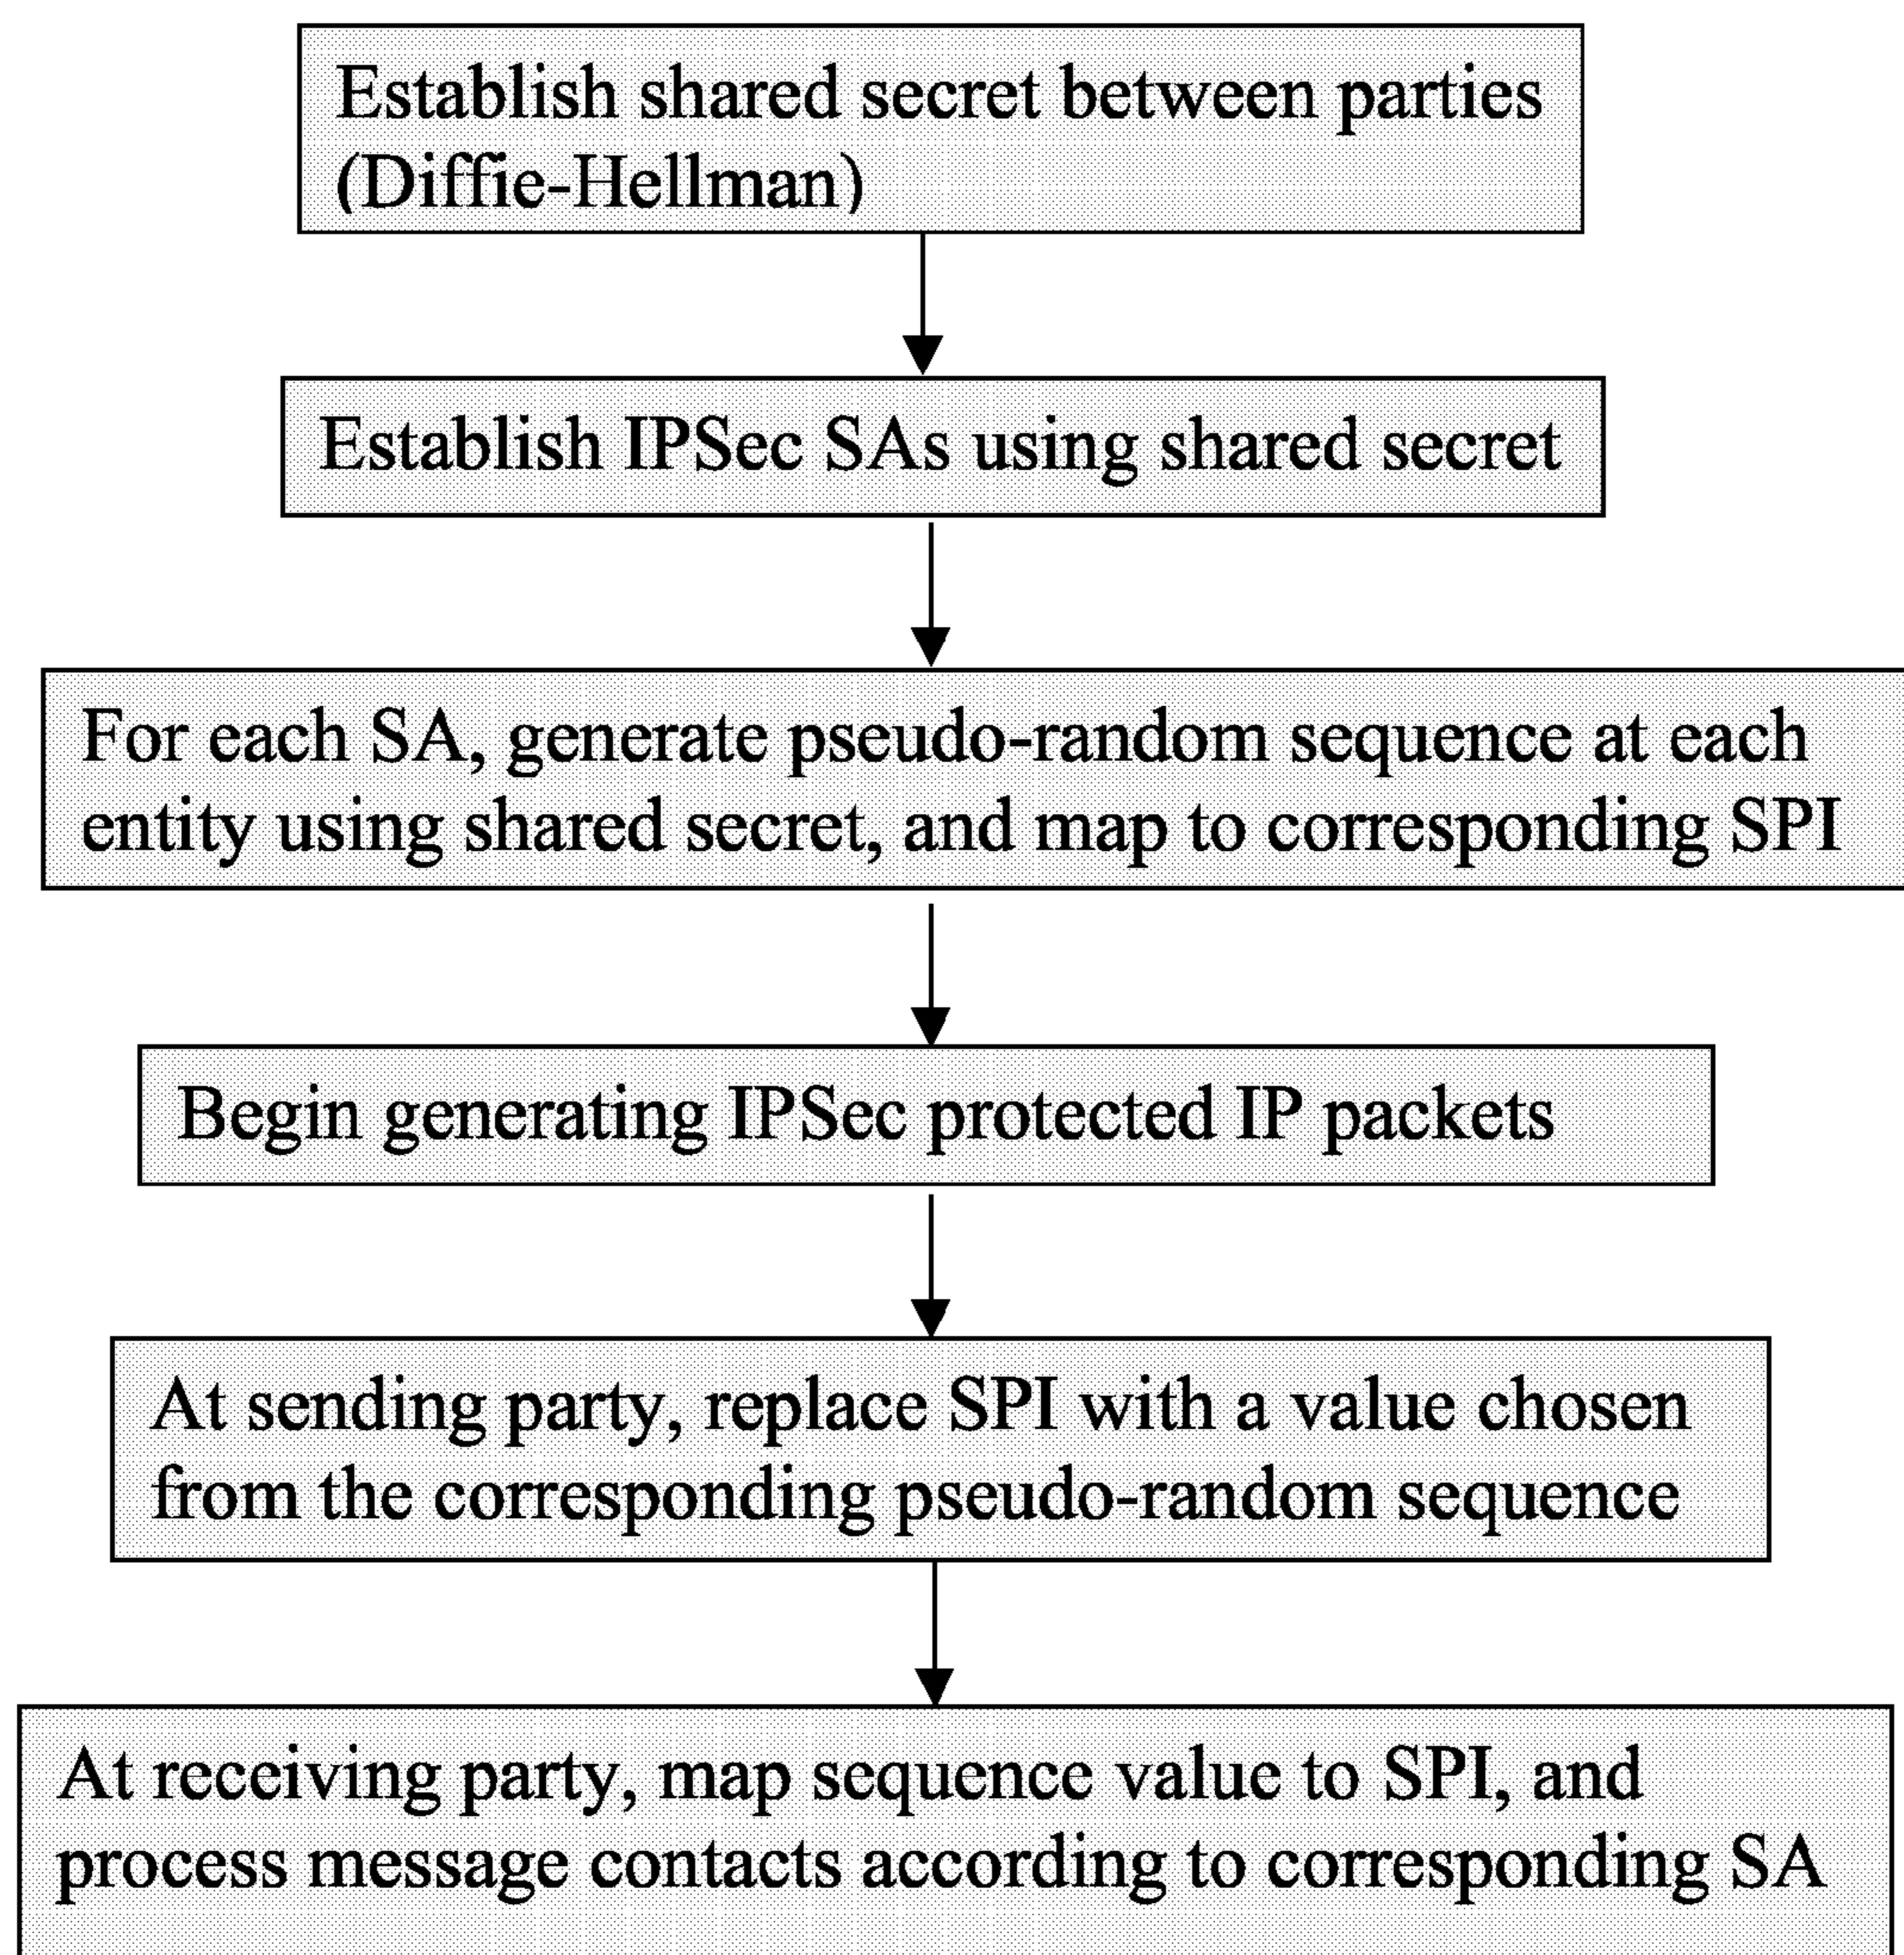 Establish shared secret between parties
(Diffie-Hellman)
Establish IPSec SAs using shared secret
For each SA, generate pseudo-random sequence at each
entity using shared secret, and map to corresponding SPI
Begin generating IPSec protected IP packets
At sending party, replace SPI with a value chosen
from the corresponding pseudo-random sequence
At receiving party, map sequence value to SPI, and
process message contacts according to corresponding SA